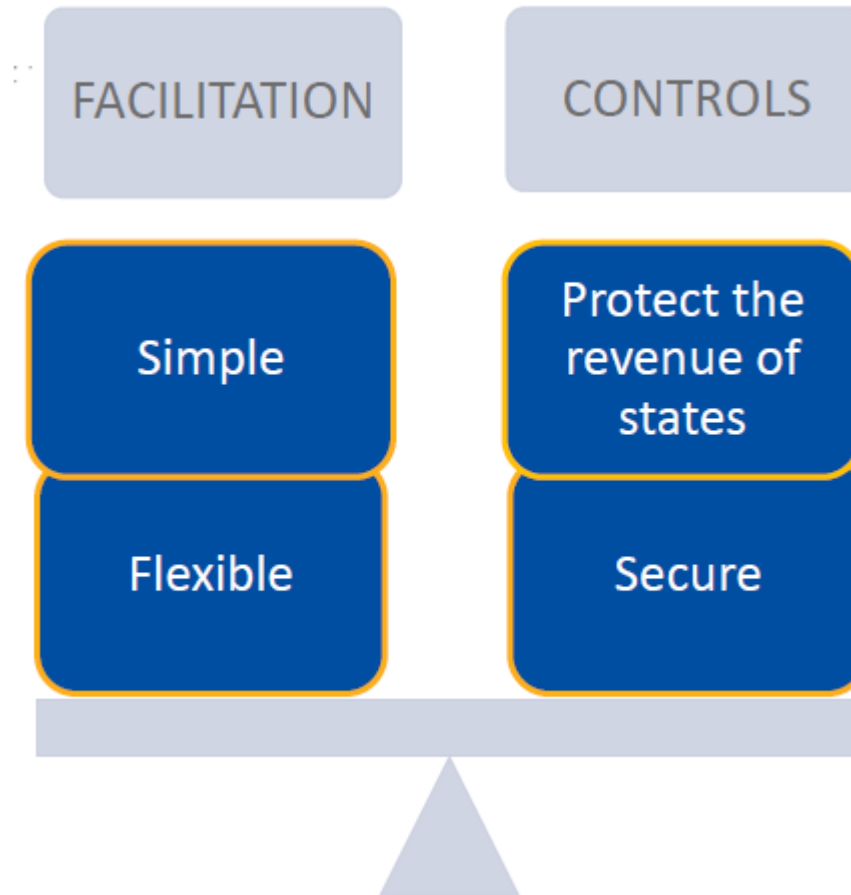 FACILITATION
CONTROLS
Simple
Protect the
revenue of
states
Flexible
Secure